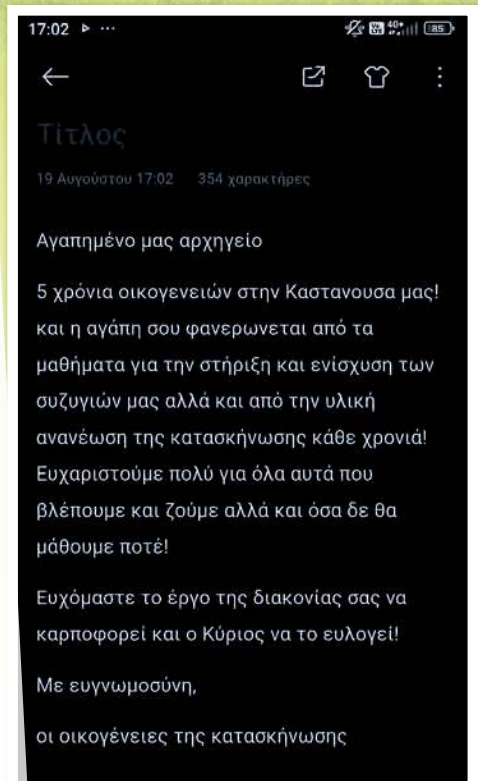 17:02 ...
4G+ 85
Τίτλος
19 Αυγούστου 17:02 354 χαρακτήρες
Αγαπημένο μας αρχηγείο
5 χρόνια οικογενειών στην Καστανουσα μας!
και η αγάπη σου φανερωνεται από τα
μαθήματα για την στήριξη και ενίσχυση των
συζυγιών μας αλλά και από την υλική
ανανέωση της κατασκήνωσης κάθε χρονιά!
Ευχαριστούμε πολύ για όλα αυτά που
βλέπουμε και ζούμε αλλά και όσα δε θα
μάθουμε ποτέ!
Ευχόμαστε το έργο της διακονίας σας να
καρποφορεί και ο Κύριος να το ευλογεί!
Με ευγνωμοσύνη,
οι οικογένειες της κατασκήνωσης